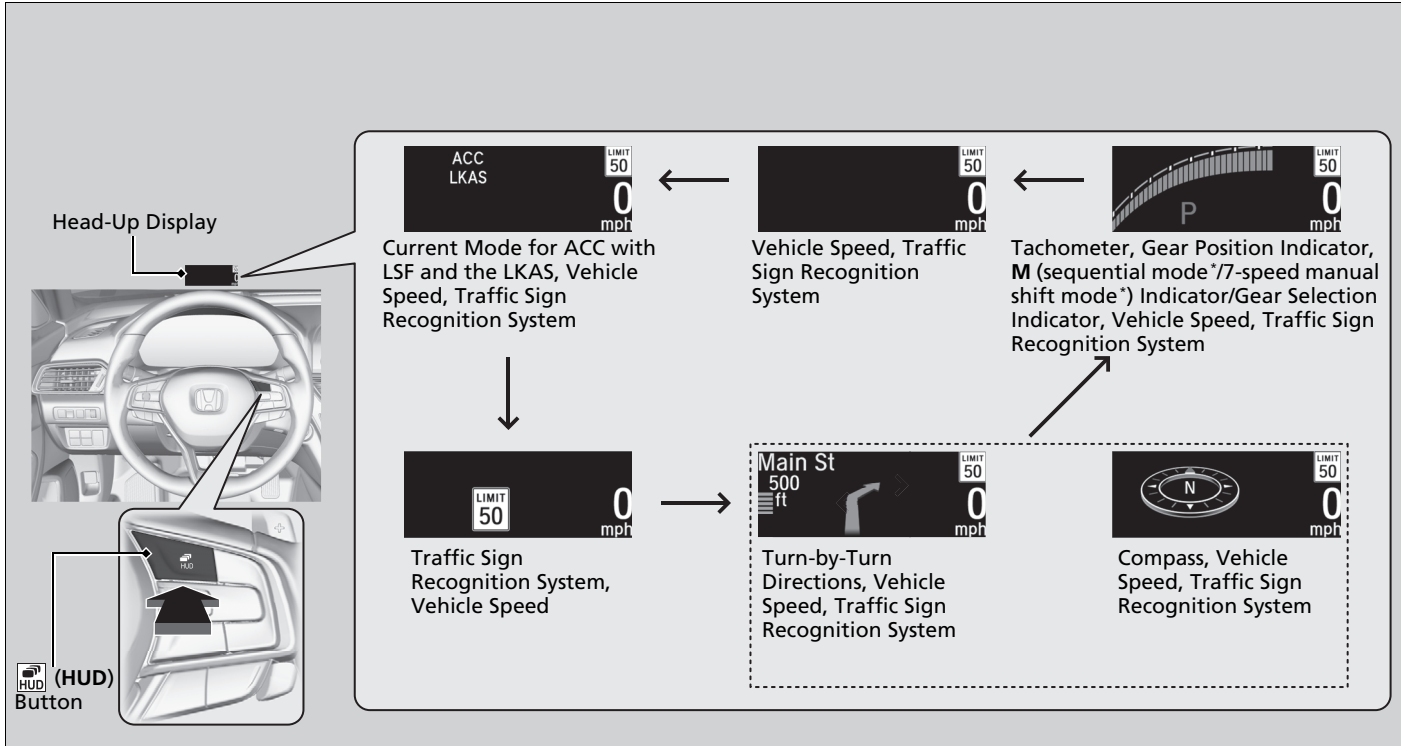 Head-Up Display
HUD
HUD (HUD)
Button
ACC
LKAS
LIMIT
50
0
mph
Current Mode for ACC with
LSF and the LKAS, Vehicle
Speed, Traffic Sign
Recognition System
LIMIT
50
0
mph
Vehicle Speed, Traffic
Sign Recognition
System
P
LIMIT
50
0
mph
Tachometer, Gear Position Indicator,
M (sequential mode*/7-speed manual
shift mode*) Indicator/Gear Selection
Indicator, Vehicle Speed, Traffic Sign
Recognition System
LIMIT
50
0
mph
Traffic Sign
Recognition System,
Vehicle Speed
Main St
500
ft
LIMIT
50
0
mph
Turn-by-Turn
Directions, Vehicle
Speed, Traffic Sign
Recognition System
N
LIMIT
50
0
mph
Compass, Vehicle
Speed, Traffic Sign
Recognition System